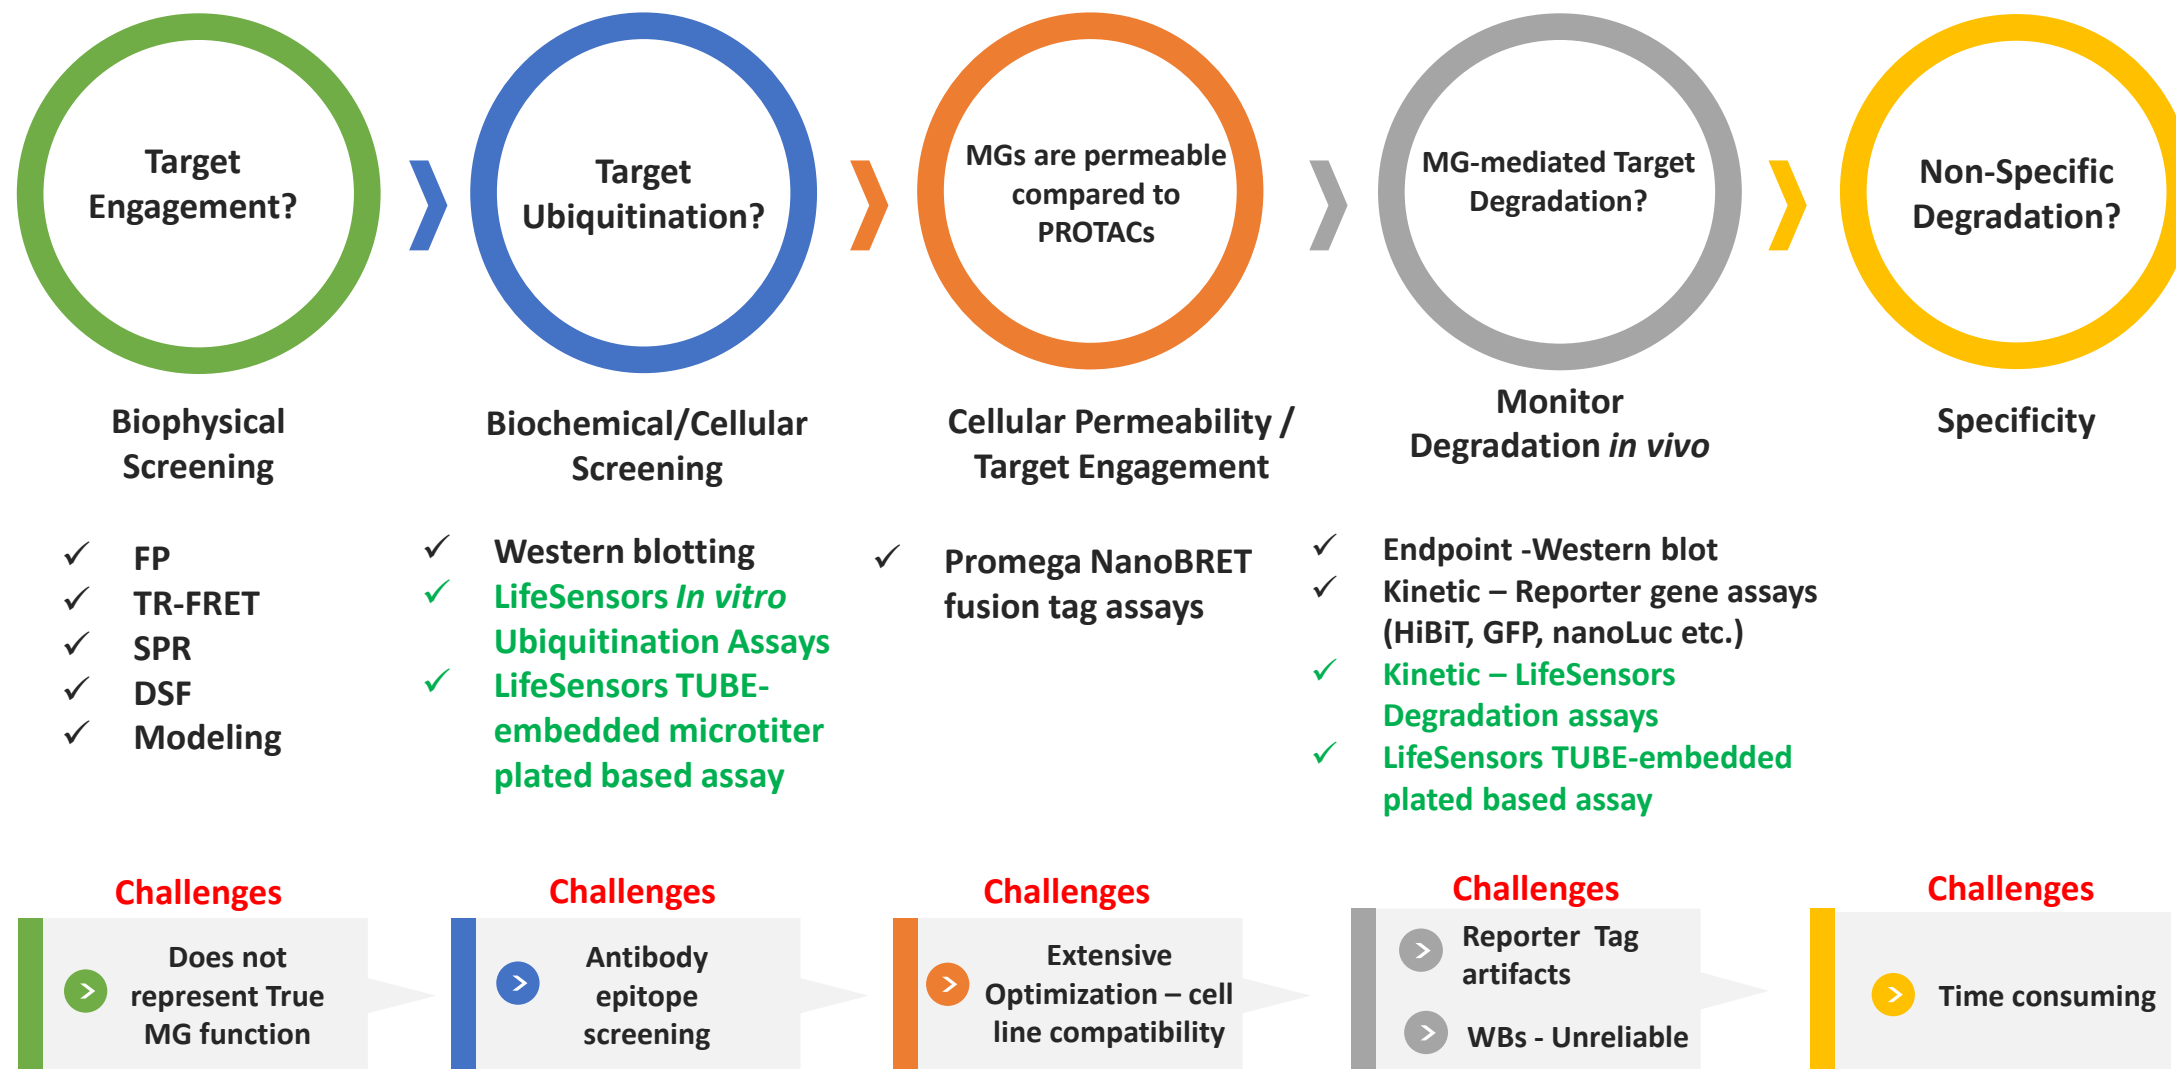 Target
Engagement?
Target
Ubiquitination?
MGs are permeable
compared to
PROTACs
MG-mediated Target
Degradation?
Non-Specific
Degradation?
Biophysical
Screening
Biochemical/Cellular
Screening
Cellular Permeability /
Target Engagement
Monitor
Degradation in vivo
Specificity
✓ FP
✓ TR-FRET
✓ SPR
✓ DSF
✓ Modeling
✓ Western blotting
✓ LifeSensors In vitro
Ubiquitination Assays
✓ LifeSensors TUBE-
embedded microtiter
plated based assay
✓ Promega NanoBRET
fusion tag assays
✓ Endpoint -Western blot
✓ Kinetic – Reporter gene assays
(HiBiT, GFP, nanoLuc etc.)
✓ Kinetic – LifeSensors
Degradation assays
✓ LifeSensors TUBE-embedded
plated based assay
Challenges
Does not
represent True
MG function
Challenges
Antibody
epitope
screening
Challenges
Extensive
Optimization – cell
line compatibility
Challenges
Reporter Tag
artifacts
WBs - Unreliable
Challenges
Time consuming